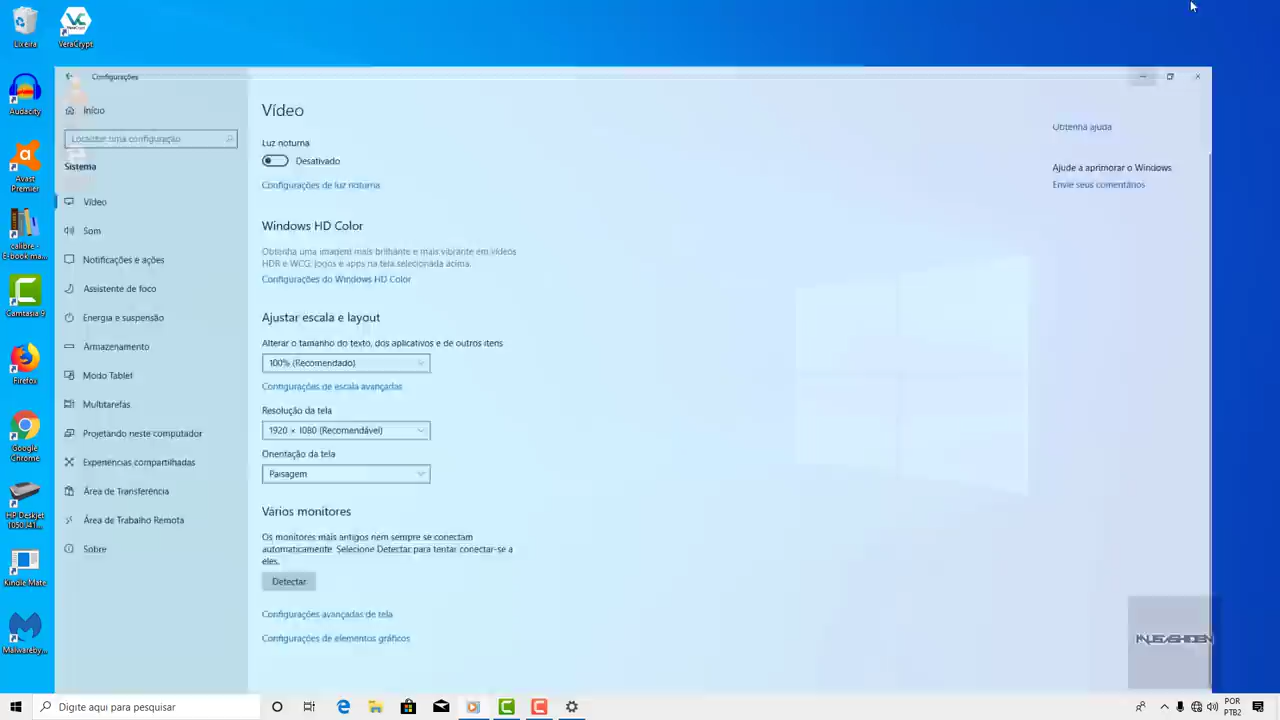 Lixeira
VeraCrypt
Audacity
Avast
Premier
calibre -
E-book ma...
Camtasia 9
Firefox
Google
Chrome
HP Deskjet
1050 J41...
Kindle Mate
Malwareby...
Configurações
Início
Localizar uma configuração
Sistema
Vídeo
Som
Notificações e ações
Assistente de foco
Energia e suspensão
Armazenamento
Modo Tablet
Multitarefas
Projetando neste computador
Experiências compartilhadas
Área de Transferência
Área de Trabalho Remota
Sobre
Vídeo
Luz noturna
Desativado
Configurações de luz noturna
Windows HD Color
Obtenha uma imagem mais brilhante e mais vibrante em vídeos
HDR e WCG, jogos e apps na tela selecionada acima.
Configurações do Windows HD Color
Ajustar escala e layout
Alterar o tamanho do texto, dos aplicativos e de outros itens
100% (Recomendado)
Configurações de escala avançadas
Resolução da tela
1920 × 1080 (Recomendável)
Orientação da tela
Paisagem
Vários monitores
Os monitores mais antigos nem sempre se conectam
automaticamente. Selecione Detectar para tentar conectar-se a
eles.
Detectar
Configurações avançadas de tela
Configurações de elementos gráficos
Obtenha ajuda
Ajude a aprimorar o Windows
Envie seus comentários
Digite aqui para pesquisar
POR
PTB2